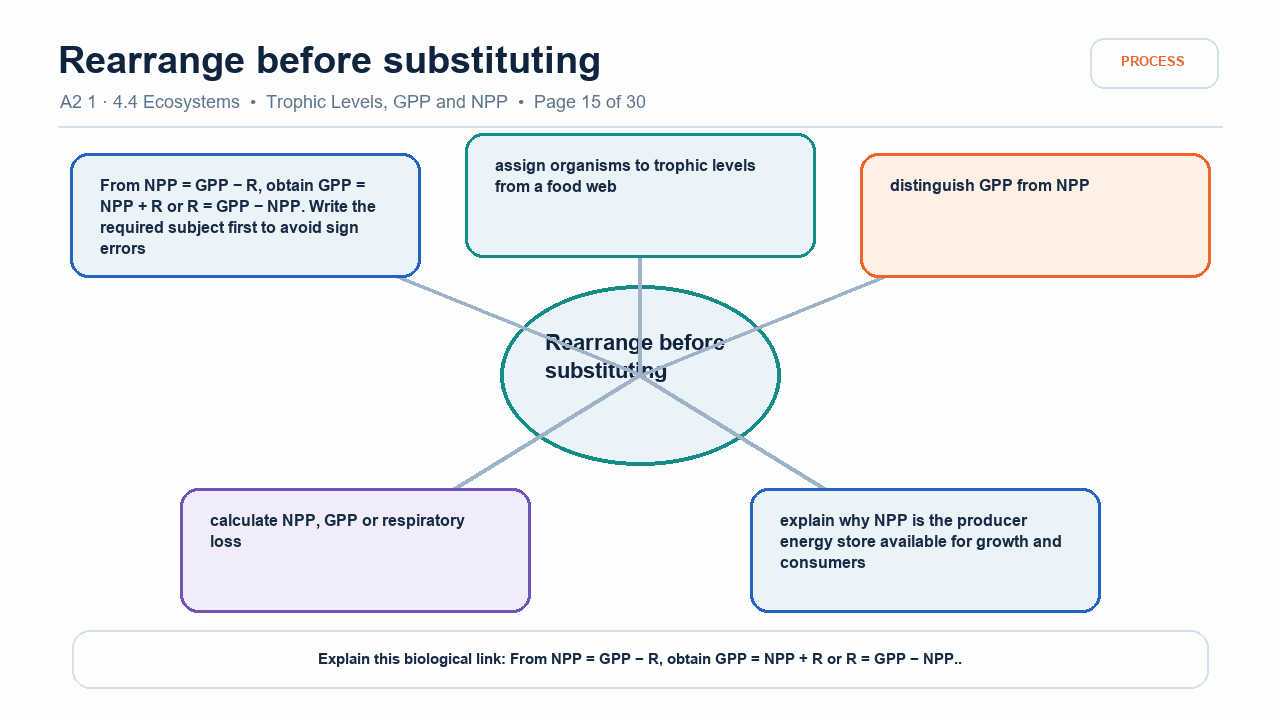 Rearrange before substituting
PROCESS
A2 1 · 4.4 Ecosystems • Trophic Levels, GPP and NPP • Page 15 of 30
From NPP = GPP − R, obtain GPP =
NPP + R or R = GPP − NPP. Write the
required subject first to avoid sign
errors
assign organisms to trophic levels
from a food web
distinguish GPP from NPP
Rearrange before
substituting
calculate NPP, GPP or respiratory
loss
explain why NPP is the producer
energy store available for growth and
consumers
Explain this biological link: From NPP = GPP − R, obtain GPP = NPP + R or R = GPP − NPP..